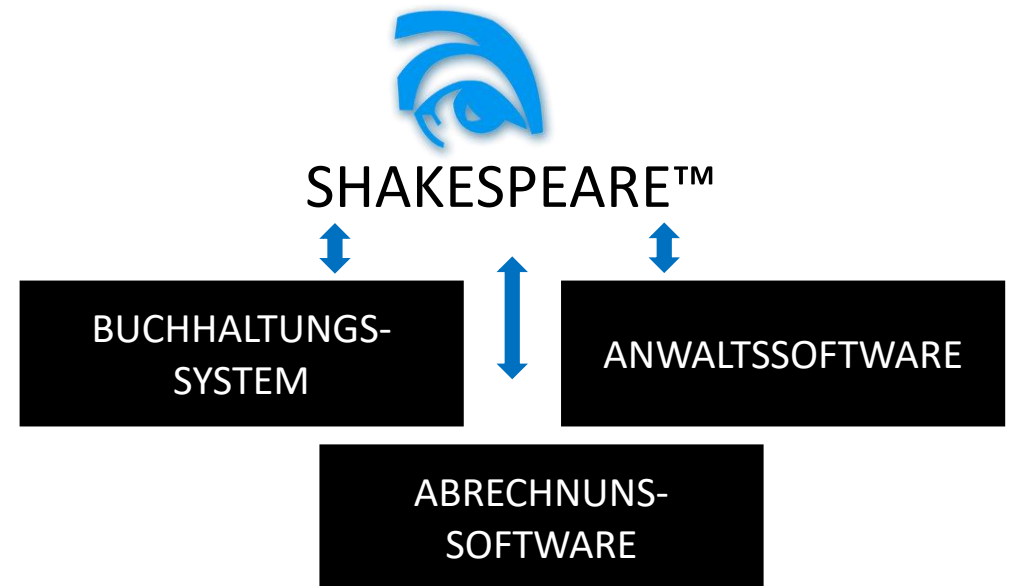 SHAKESPEARE™
BUCHHALTUNGS-
SYSTEM
ANWALTSSOFTWARE
ABRECHNUNS-
SOFTWARE